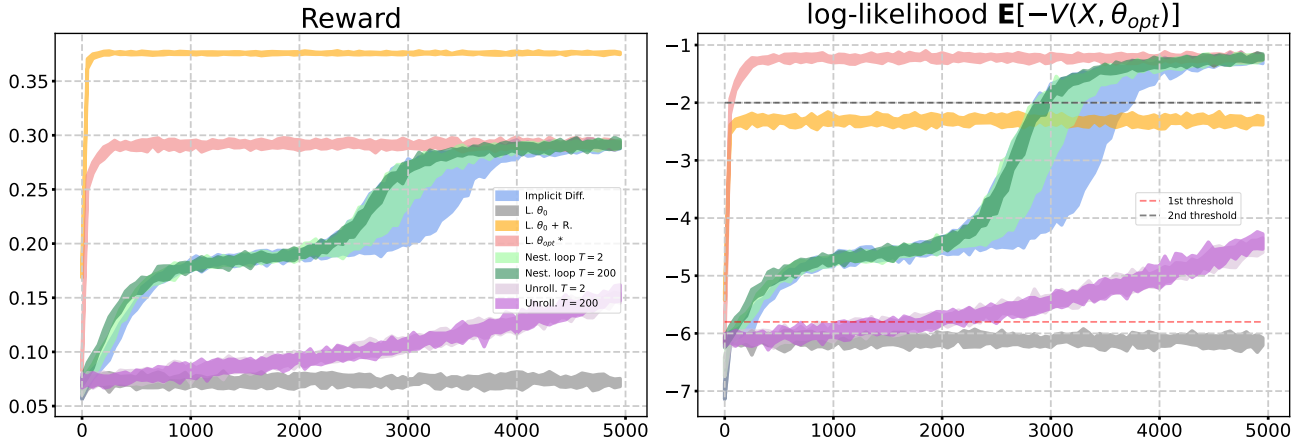 Reward
0.35
0.30
0.25
0.20
0.15
0.10
0.05
0
1000
2000
3000
4000
5000
Implicit Diff.
L. θ₀
L. θ₀ + R.
L. θₒₚₜ *
Nest. loop T = 2
Nest. loop T = 200
Unroll. T = 2
Unroll. T = 200
log-likelihood E[−V(X, θₒₚₜ)]
−1
−2
−3
−4
−5
−6
−7
0
1000
2000
3000
4000
5000
1st threshold
2nd threshold